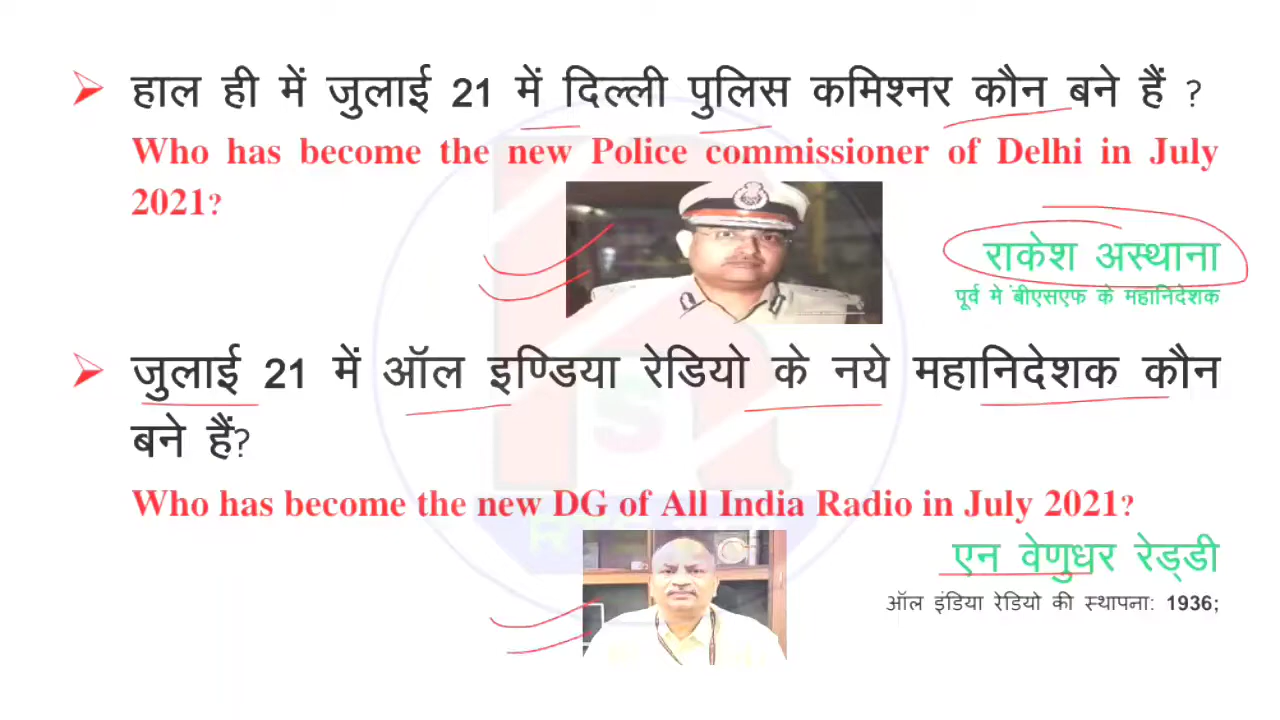 हाल ही में जुलाई 21 में दिल्ली पुलिस कमिश्नर कौन बने हैं ?
Who has become the new Police commissioner of Delhi in July
2021?
राकेश अस्थाना
पूर्व मे बीएसएफ के महानिदेशक
जुलाई 21 में ऑल इण्डिया रेडियो के नये महानिदेशक कौन
बने हैं?
Who has become the new DG of All India Radio in July 2021?
एन वेणुधर रेड्डी
ऑल इंडिया रेडियो की स्थापना: 1936;